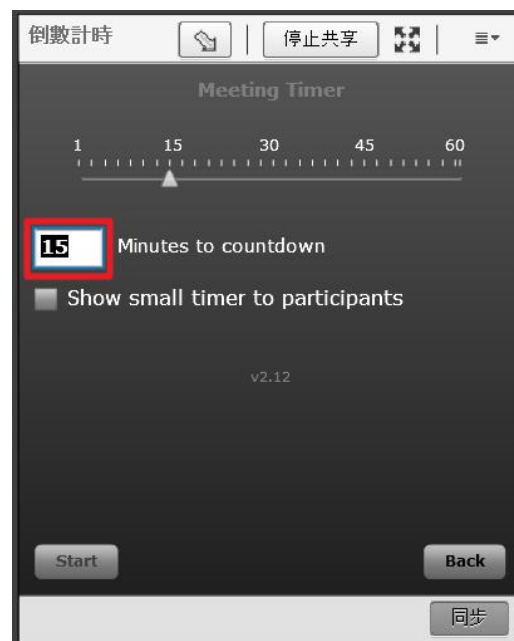 倒數計時 停止共享
Meeting Timer
1 15 30 45 60
15 Minutes to countdown
Show small timer to participants
v2.12
Start Back
同步